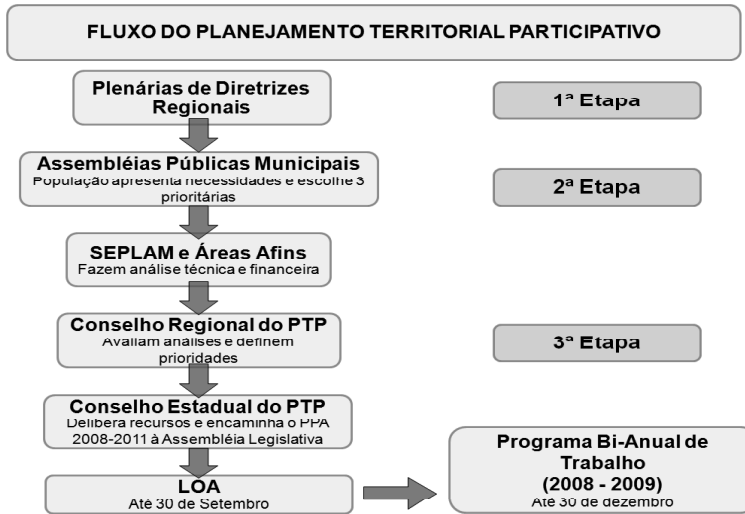 FLUXO DO PLANEJAMENTO TERRITORIAL PARTICIPATIVO
Plenárias de Diretrizes
Regionais
1ª Etapa
Assembléias Públicas Municipais
População apresenta necessidades e escolhe 3
prioritárias
2ª Etapa
SEPLAM e Áreas Afins
Fazem análise técnica e financeira
Conselho Regional do PTP
Avaliam análises e definem
prioridades
3ª Etapa
Conselho Estadual do PTP
Delibera recursos e encaminha o PPA
2008-2011 à Assembléia Legislativa
LOA
Até 30 de Setembro
Programa Bi-Anual de
Trabalho
(2008 - 2009)
Até 30 de dezembro